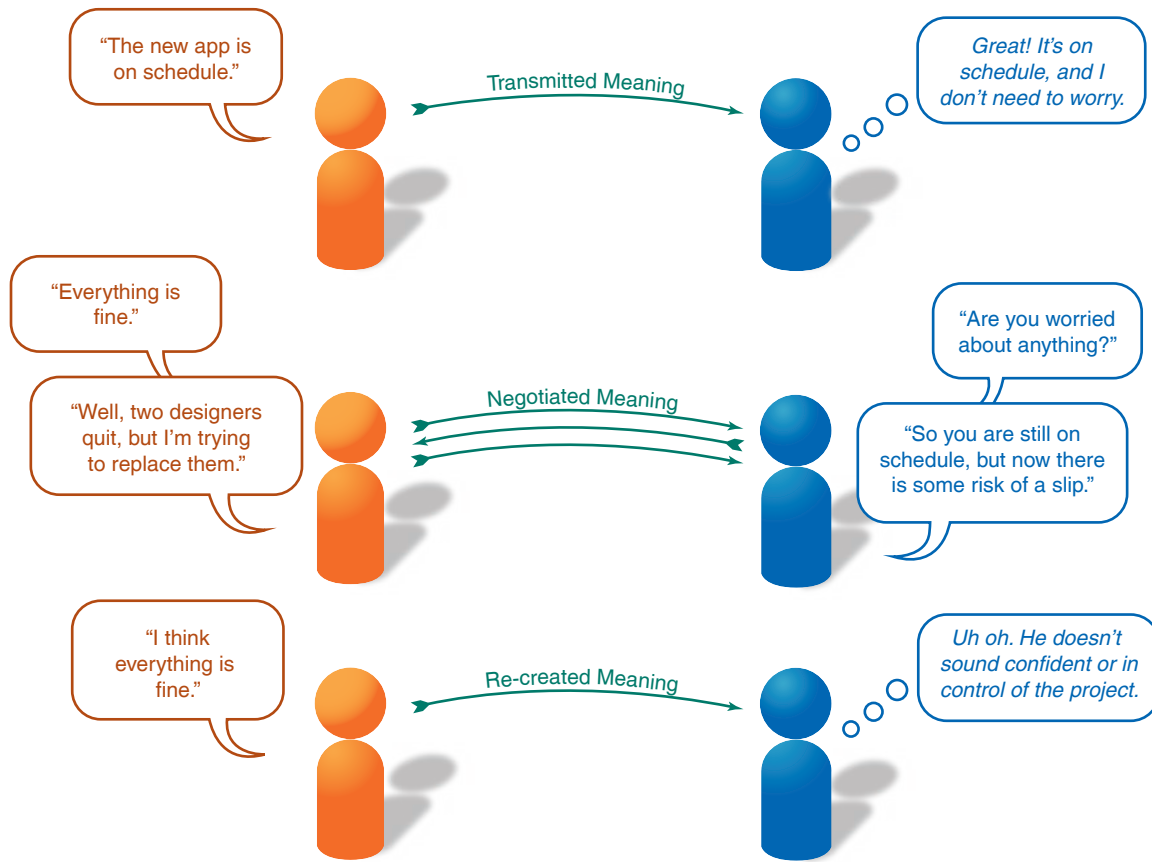 “The new app is
on schedule.”
Transmitted Meaning
Great! It’s on
schedule, and I
don’t need to worry.
“Everything is
fine.”
“Are you worried
about anything?”
“Well, two designers
quit, but I’m trying
to replace them.”
Negotiated Meaning
“So you are still on
schedule, but now there
is some risk of a slip.”
“I think
everything is
fine.”
Re-created Meaning
Uh oh. He doesn’t
sound confident or in
control of the project.